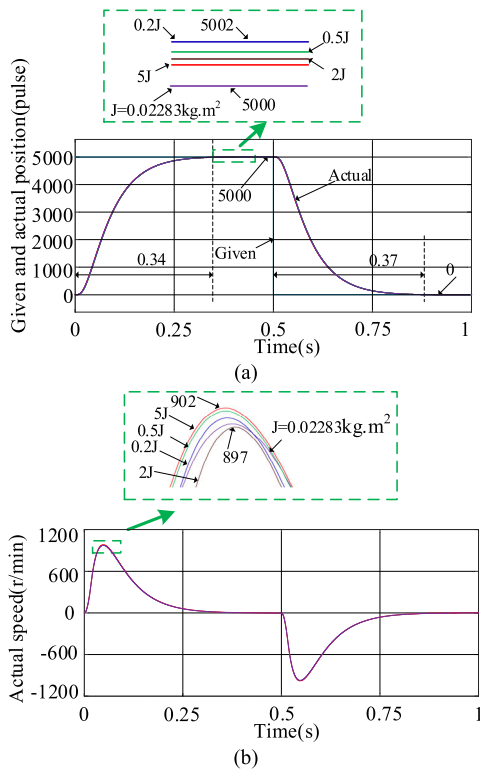 0.2J 5002 0.5J
5J 2J
J=0.02283kg.m² 5000
Given and actual position(pulse)
5000
4000
3000
2000
1000
0
5000
Actual
Given
0.34
0.37
0
0 0.25 0.5 0.75 1
Time(s)
(a)
902
5J
0.5J
0.2J
2J
897
J=0.02283kg.m²
Actual speed(r/min)
1200
600
0
-600
-1200
0 0.25 0.5 0.75 1
Time(s)
(b)